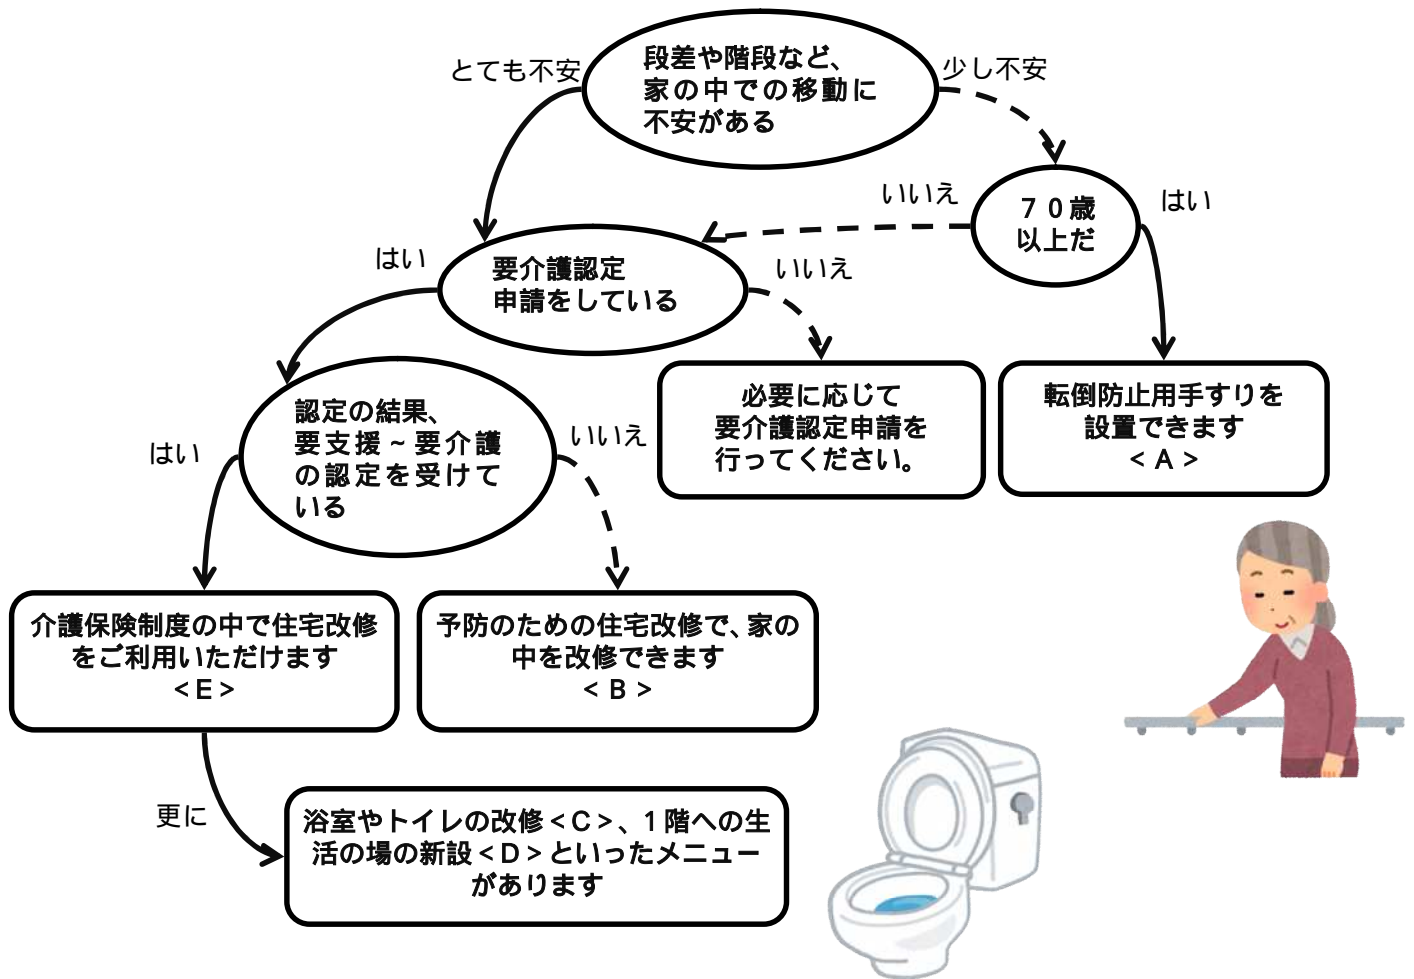 段差や階段など、
家の中での移動に
不安がある
とても不安
少し不安
７０歳
以上だ
いいえ
はい
要介護認定
申請をしている
はい
いいえ
必要に応じて
要介護認定申請を
行ってください。
転倒防止用手すりを
設置できます
＜Ａ＞
認定の結果、
要支援～要介護
の認定を受けて
いる
はい
いいえ
介護保険制度の中で住宅改修
をご利用いただけます
＜Ｅ＞
予防のための住宅改修で、家の
中を改修できます
＜Ｂ＞
更に
浴室やトイレの改修＜Ｃ＞、１階への生
活の場の新設＜Ｄ＞といったメニュー
があります